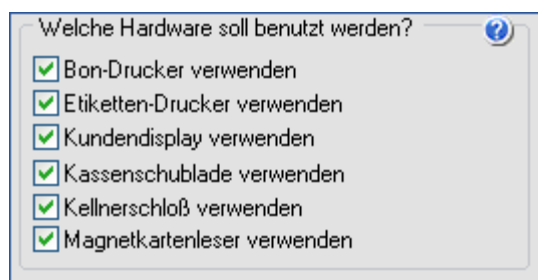 Welche Hardware soll benutzt werden?
Bon-Drucker verwenden
Etiketten-Drucker verwenden
Kundendisplay verwenden
Kassenschublade verwenden
Kellnerschloß verwenden
Magnetkartenleser verwenden